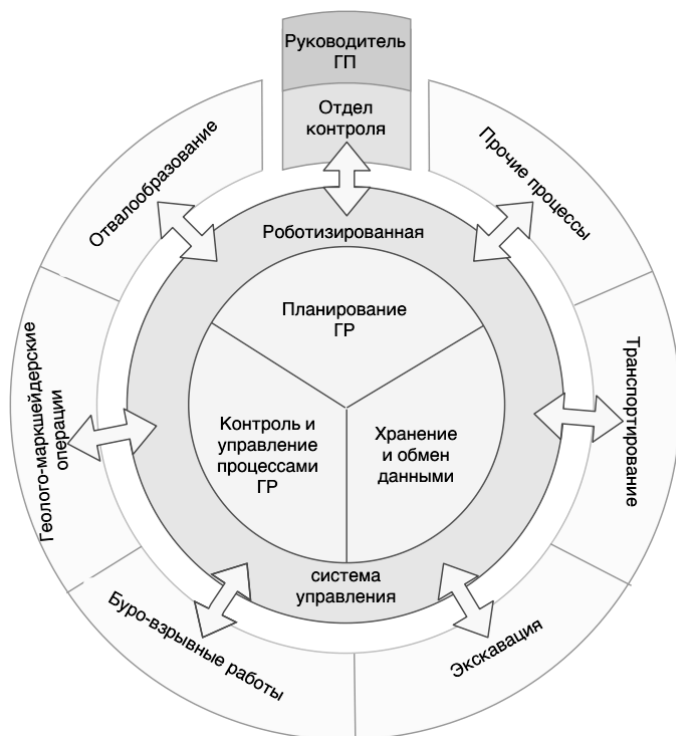 Руководитель
ГП
Отдел
контроля
Отвалообразование
Прочие процессы
Роботизированная
Планирование
ГР
Контроль и
управление
процессами
ГР
Хранение
и обмен
данными
Геолого-маркшейдерские
операции
Транспортирование
система
управления
Буро-взрывные работы
Экскавация